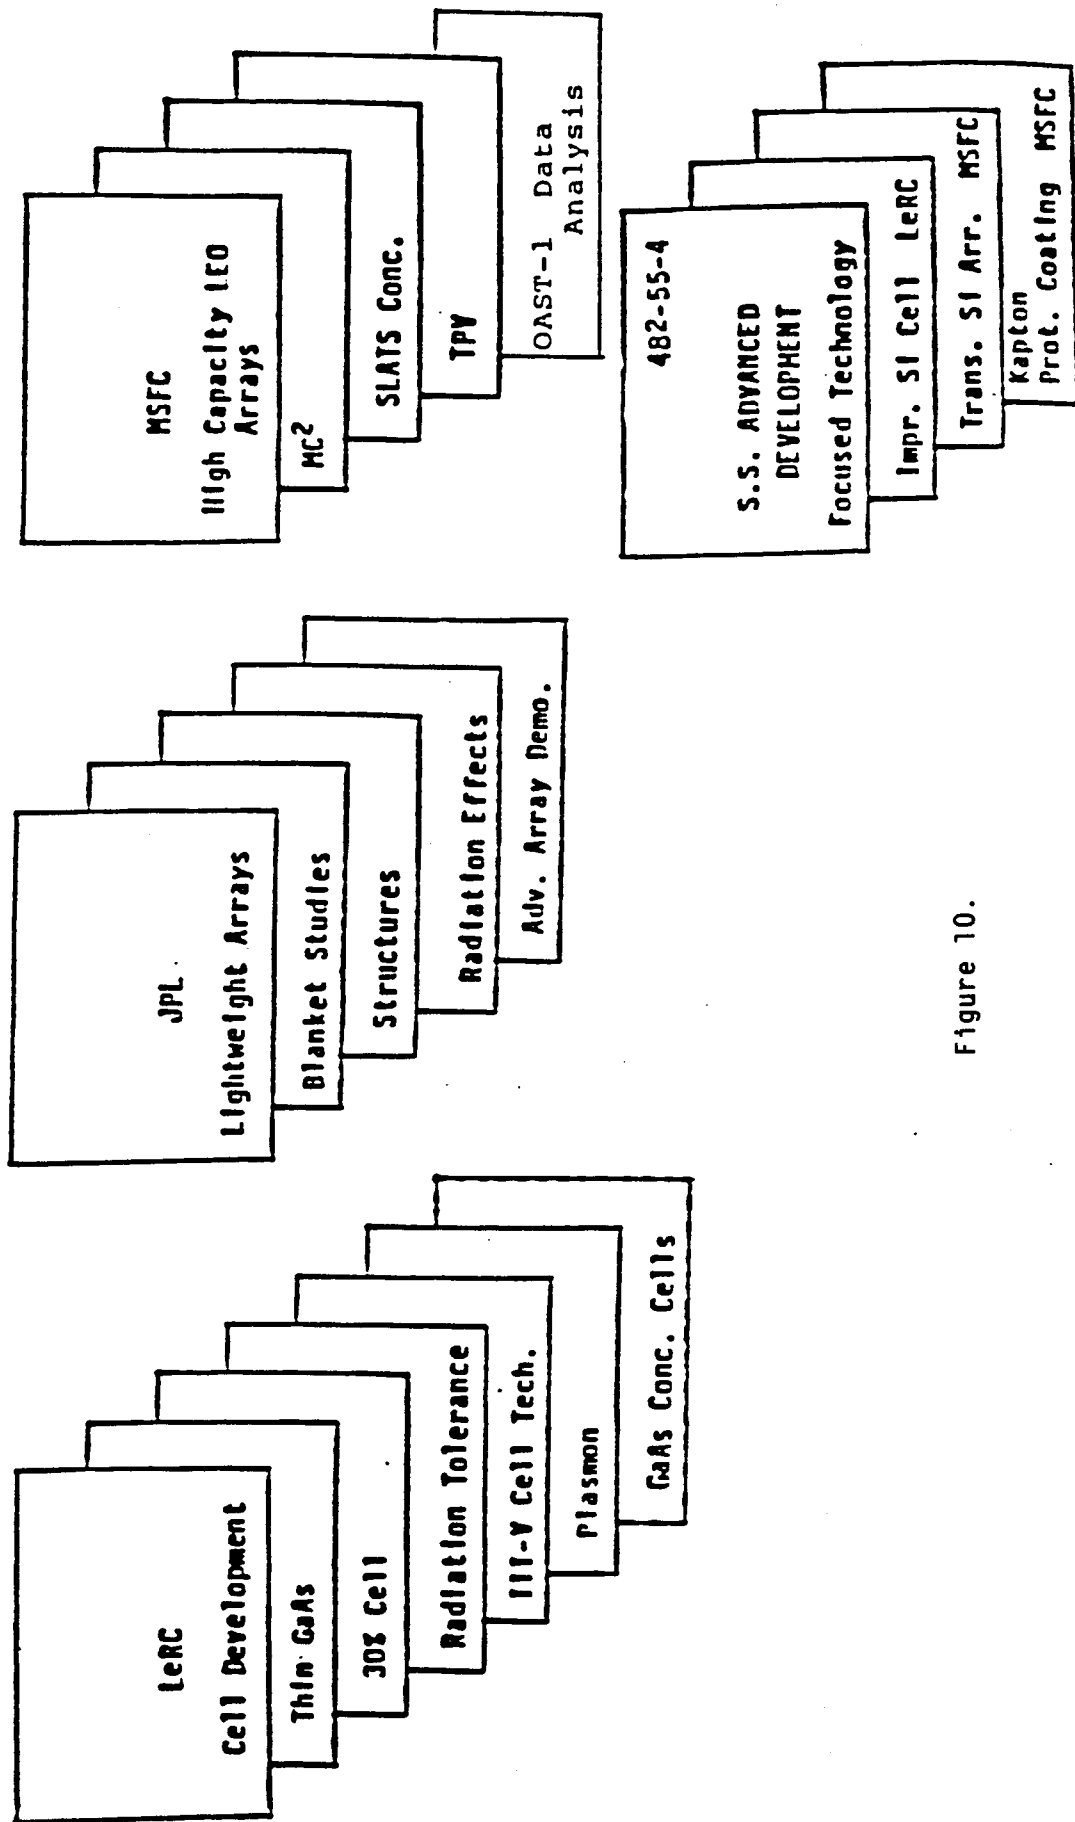 LeRC
Cell Development
Thin GaAs
30% Cell
Radiation Tolerance
III-V Cell Tech.
Plasmon
GaAs Conc. Cells
JPL
Lightweight Arrays
Blanket Studies
Structures
Radiation Effects
Adv. Array Demo.
MSFC
High Capacity LEO
Arrays
MC²
SLATS Conc.
TPV
OAST-1 Data
Analysis
482-55-4
S.S. ADVANCED
DEVELOPMENT
Focused Technology
Impr. SI Cell LeRC
Trans. SI Arr. MSFC
Kapton
Prot. Coating MSFC
Figure 10.